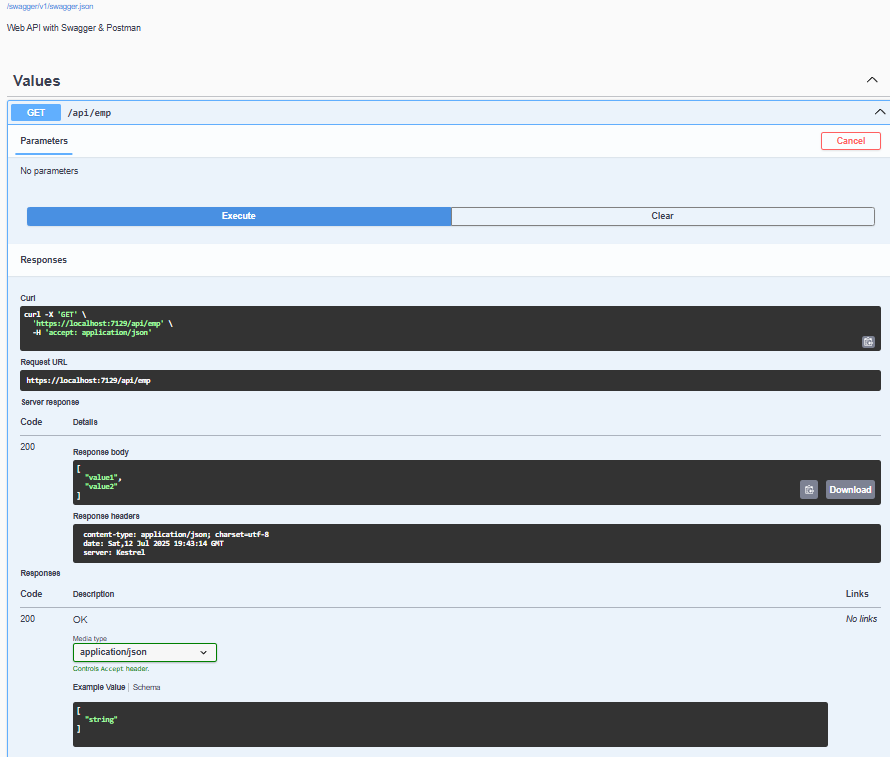 /swagger/v1/swagger.json
Web API with Swagger & Postman
Values
GET /api/emp
Parameters Cancel
No parameters
Execute Clear
Responses
Curl
curl -X 'GET' \
'https://localhost:7129/api/emp' \
-H 'accept: application/json'
Request URL
https://localhost:7129/api/emp
Server response
Code Details
200
Response body
[
"value1",
"value2"
]
Download
Response headers
content-type: application/json; charset=utf-8
date: Sat,12 Jul 2025 19:43:14 GMT
server: Kestrel
Responses
Code Description Links
200 OK No links
Media type
application/json
Controls Accept header.
Example Value | Schema
[
"string"
]